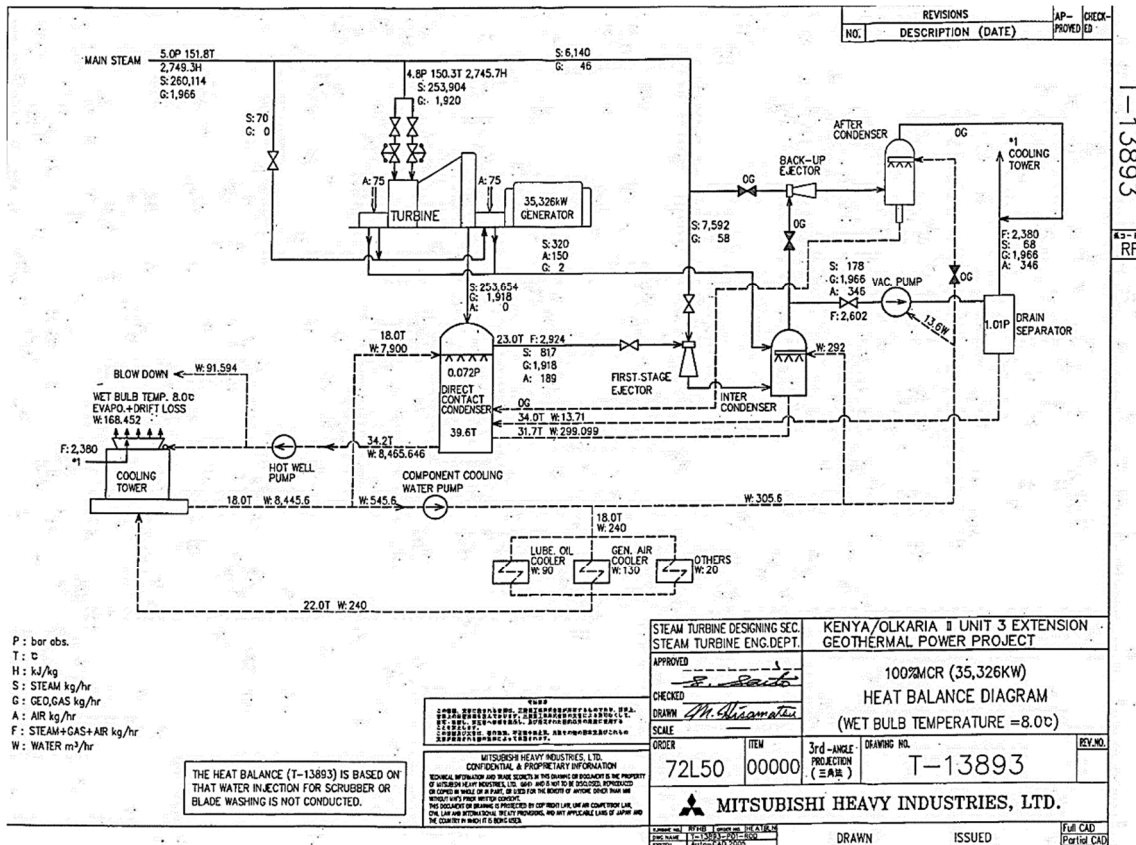 REVISIONS
AP-PROVED
CHECK-ED
NO.
DESCRIPTION (DATE)
T-13893
MAIN STEAM
5.0P 151.8T
2,749.3H
S:260,114
G:1,966
4.8P 150.3T 2,745.7H
S:253,904
G: 1,920
S:6,140
G: 46
S:70
G: 0
AFTER
CONDENSER
OG
*1
COOLING
TOWER
BACK-UP
EJECTOR
OG
A:75
A:75
TURBINE
35,326kW
GENERATOR
OG
S:7,592
G: 58
F:2,380
S: 68
G:1,966
A: 346
S:320
A:150
G: 2
S: 178
G:1,966
A: 346
F:2,602
VAC. PUMP
OG
13.6W
1.01P
DRAIN
SEPARATOR
S:253,654
G: 1,918
A: 0
18.0T
W:7,900
23.0T F:2,924
S: 817
G:1,918
A: 189
W:292
0.072P
DIRECT
CONTACT
CONDENSER
39.6T
FIRST-STAGE
EJECTOR
INTER
CONDENSER
OG
34.0T W:13.71
31.7T W:299.099
BLOW DOWN
W:91.594
WET BULB TEMP. 8.0℃
EVAPO.+DRIFT LOSS
W:168.452
F:2,380
*1
COOLING
TOWER
HOT WELL
PUMP
34.2T
W:8,465.646
COMPONENT COOLING
WATER PUMP
18.0T W:8,445.6
W:545.6
W:305.6
18.0T
W:240
LUBE. OIL
COOLER
W:90
GEN. AIR
COOLER
W:130
OTHERS
W:20
22.0T W:240
P : bar abs.
T : ℃
H : kJ/kg
S : STEAM kg/hr
G : GEO,GAS kg/hr
A : AIR kg/hr
F : STEAM+GAS+AIR kg/hr
W : WATER m³/hr
THE HEAT BALANCE (T-13893) IS BASED ON
THAT WATER INJECTION FOR SCRUBBER OR
BLADE WASHING IS NOT CONDUCTED.
MITSUBISHI HEAVY INDUSTRIES, LTD.
CONFIDENTIAL & PROPRIETARY INFORMATION
STEAM TURBINE DESIGNING SEC.
STEAM TURBINE ENG.DEPT.
KENYA/OLKARIA Ⅱ UNIT 3 EXTENSION
GEOTHERMAL POWER PROJECT
APPROVED
CHECKED
DRAWN
SCALE
100%MCR (35,326KW)
HEAT BALANCE DIAGRAM
(WET BULB TEMPERATURE =8.0℃)
ORDER
72L50
ITEM
00000
3rd-ANGLE
PROJECTION
(三角法)
DRAWING NO.
T-13893
REV.NO.
MITSUBISHI HEAVY INDUSTRIES, LTD.
DRAWN
ISSUED
Full CAD
Partial CAD